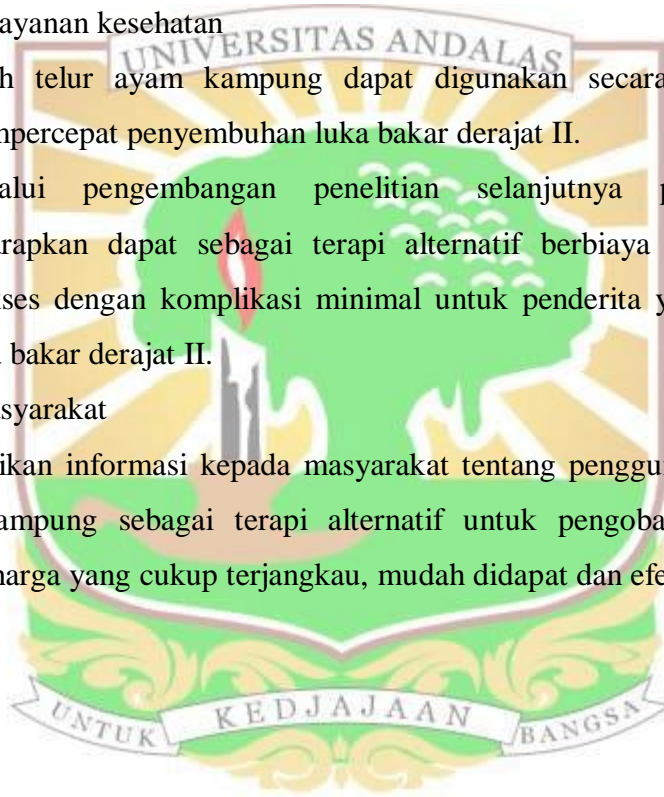 ayanan kesehatan
UNIVERSITAS ANDALAS
h telur ayam kampung dapat digunakan secara
percepat penyembuhan luka bakar derajat II.
alui pengembangan penelitian selanjutnya p
arapkan dapat sebagai terapi alternatif berbiaya
ses dengan komplikasi minimal untuk penderita y
bakar derajat II.
syarakat
ikan informasi kepada masyarakat tentang penggu
ampung sebagai terapi alternatif untuk pengoba
harga yang cukup terjangkau, mudah didapat dan efe
UNTUK KEDJAJAAN BANGSA